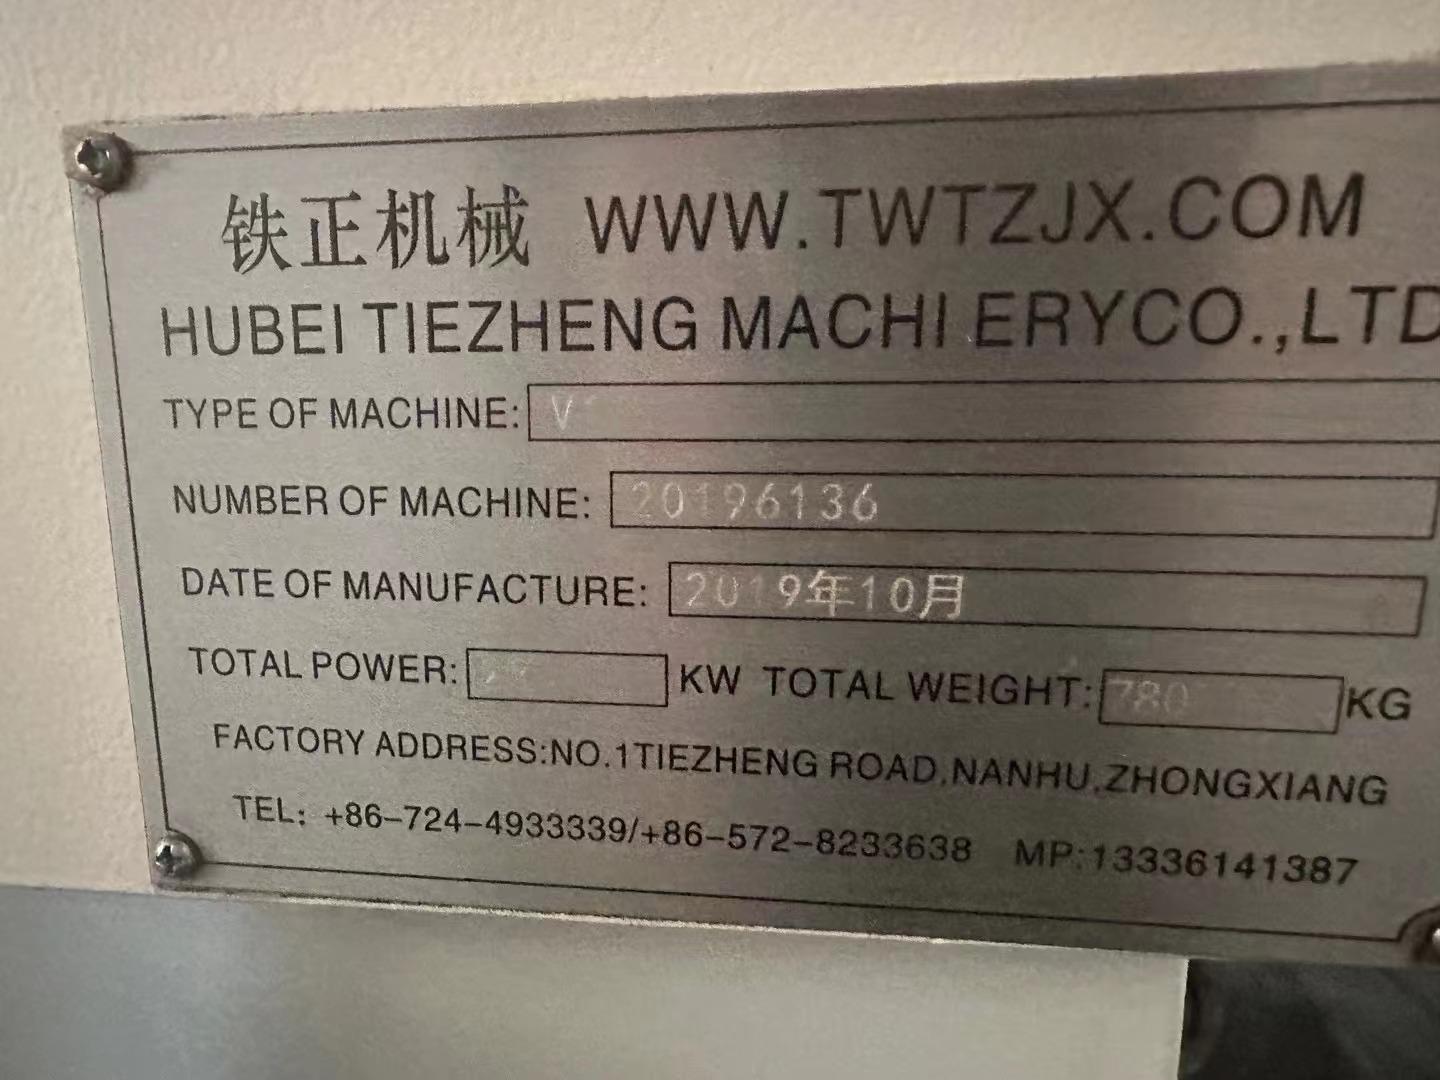 铁正机械 WWW.TWTZJX.COM
HUBEI TIEZHENG MACHI ERYCO.,LTD
TYPE OF MACHINE:
NUMBER OF MACHINE: 20196136
DATE OF MANUFACTURE: 2019年10月
TOTAL POWER: KW TOTAL WEIGHT: 780 KG
FACTORY ADDRESS:NO.1TIEZHENG ROAD,NANHU,ZHONGXIANG
TEL: +86-724-4933339/+86-572-8233638 MP:13336141387